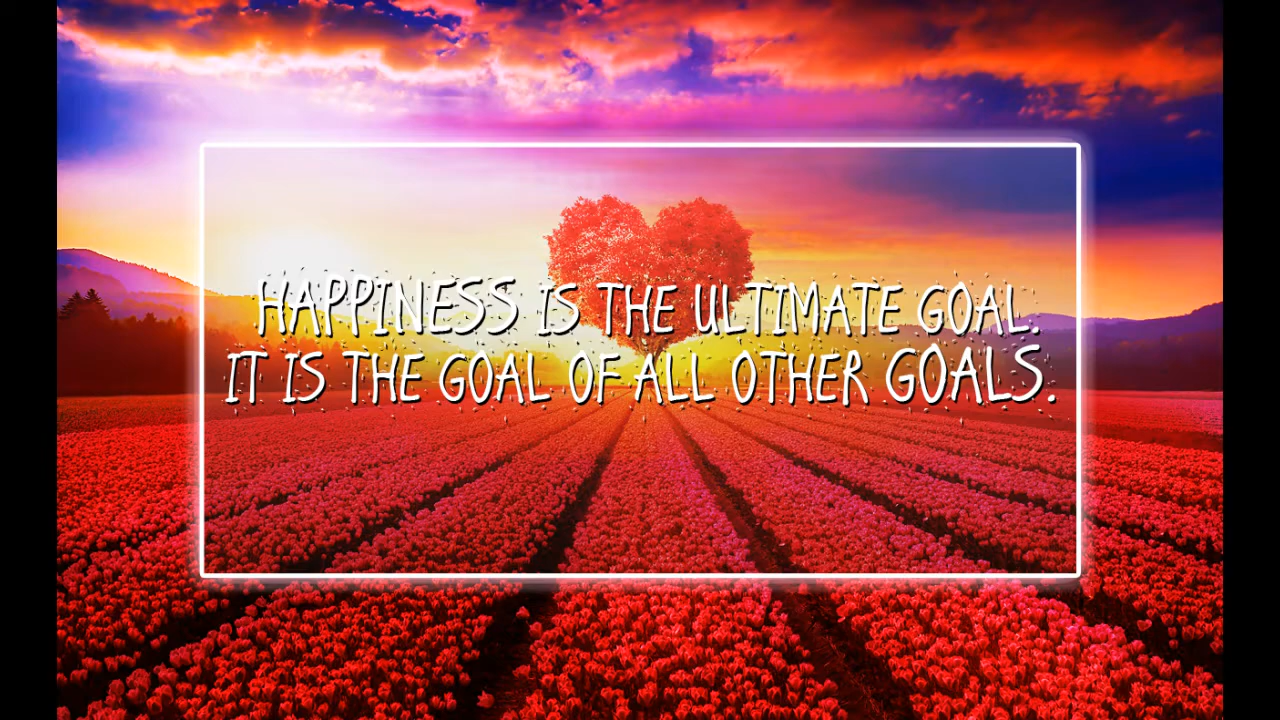 HAPPINESS IS THE ULTIMATE GOAL.
IT IS THE GOAL OF ALL OTHER GOALS.